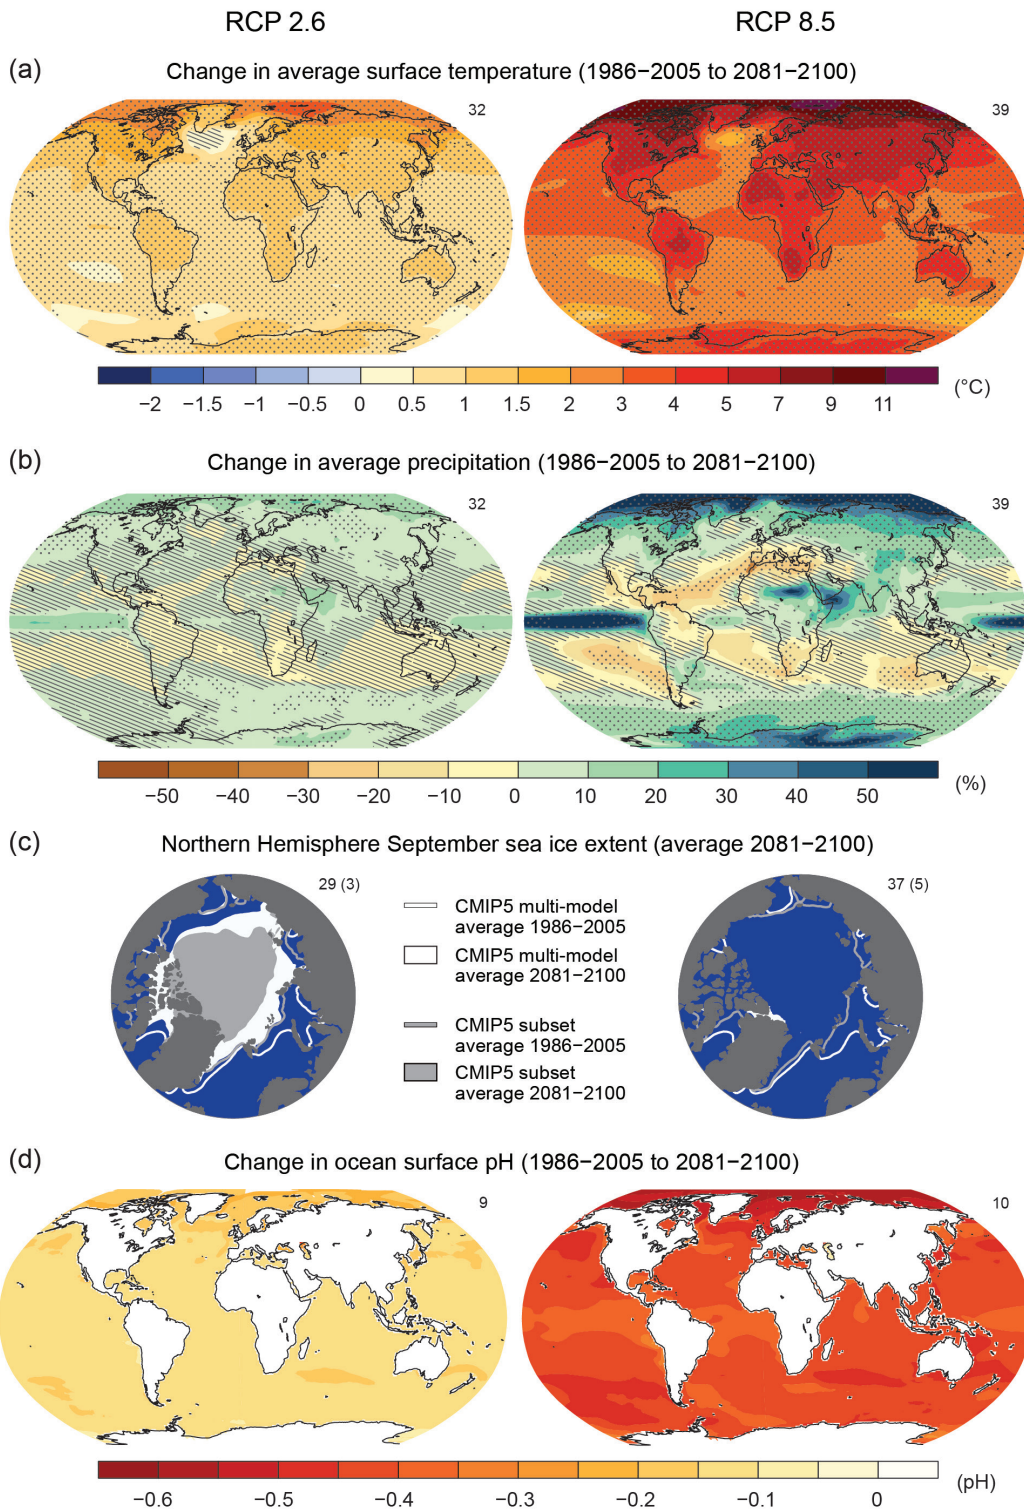 RCP 2.6
RCP 8.5
(a)
Change in average surface temperature (1986−2005 to 2081−2100)
32
39
−2 −1.5 −1 −0.5 0 0.5 1 1.5 2 3 4 5 7 9 11
(°C)
(b)
Change in average precipitation (1986−2005 to 2081−2100)
32
39
−50 −40 −30 −20 −10 0 10 20 30 40 50
(%)
(c)
Northern Hemisphere September sea ice extent (average 2081−2100)
29 (3)
37 (5)
CMIP5 multi-model
average 1986−2005
CMIP5 multi-model
average 2081−2100
CMIP5 subset
average 1986−2005
CMIP5 subset
average 2081−2100
(d)
Change in ocean surface pH (1986−2005 to 2081−2100)
9
10
−0.6 −0.5 −0.4 −0.3 −0.2 −0.1 0
(pH)